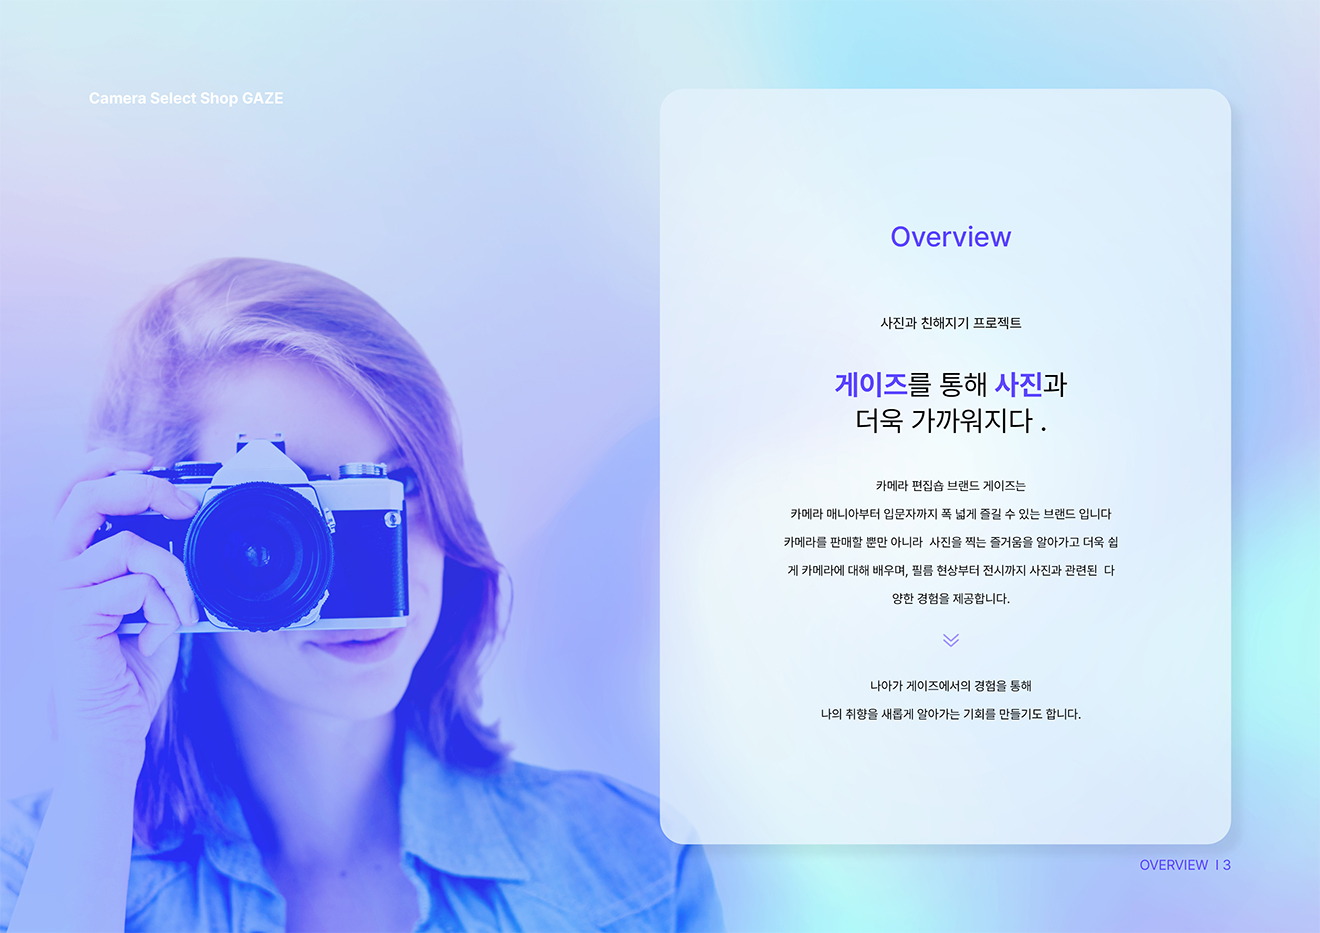 Camera Select Shop GAZE
Overview
사진과 친해지기 프로젝트
게이즈를 통해 사진과
더욱 가까워지다 .
카메라 편집숍 브랜드 게이즈는
카메라 매니아부터 입문자까지 폭 넓게 즐길 수 있는 브랜드 입니다
카메라를 판매할 뿐만 아니라 사진을 찍는 즐거움을 알아가고 더욱 쉽
게 카메라에 대해 배우며, 필름 현상부터 전시까지 사진과 관련된 다
양한 경험을 제공합니다.
나아가 게이즈에서의 경험을 통해
나의 취향을 새롭게 알아가는 기회를 만들기도 합니다.
OVERVIEW I 3